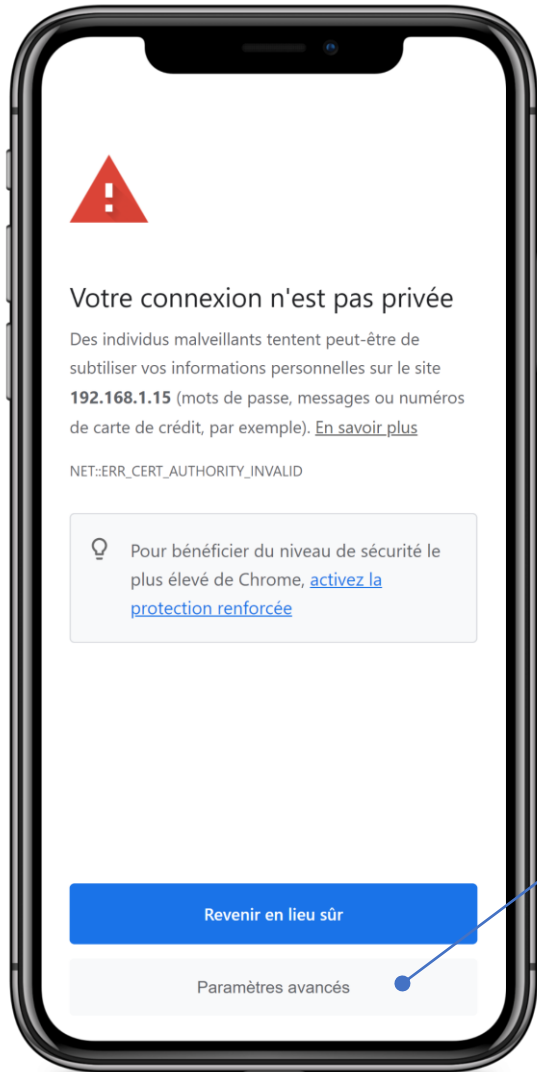 Votre connexion n'est pas privée
Des individus malveillants tentent peut-être de
subtiliser vos informations personnelles sur le site
192.168.1.15 (mots de passe, messages ou numéros
de carte de crédit, par exemple). En savoir plus
NET::ERR_CERT_AUTHORITY_INVALID
Pour bénéficier du niveau de sécurité le
plus élevé de Chrome, activez la
protection renforcée
Revenir en lieu sûr
Paramètres avancés